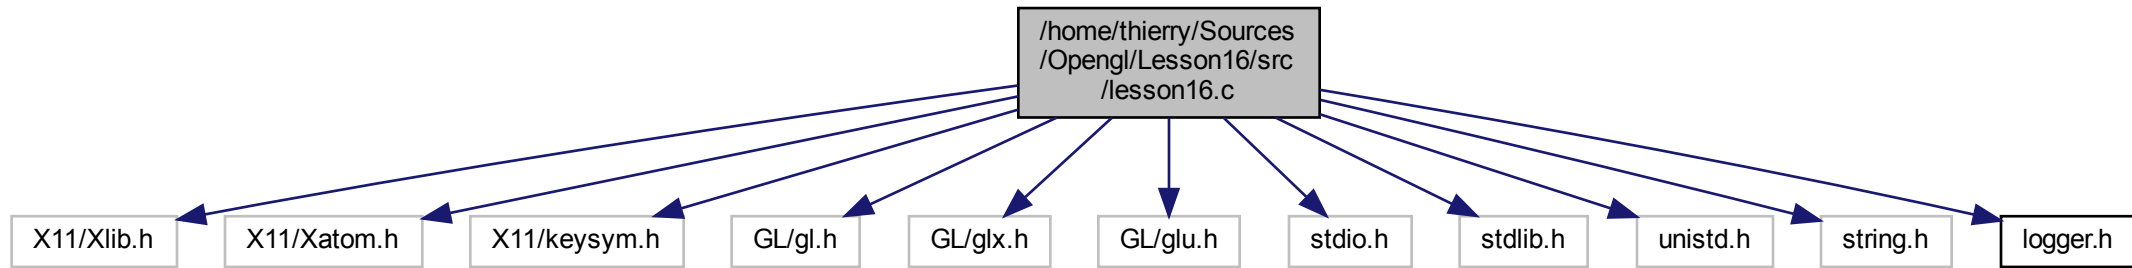 /home/thierry/Sources
/Opengl/Lesson16/src
/lesson16.c
X11/Xlib.h
X11/Xatom.h
X11/keysym.h
GL/gl.h
GL/glx.h
GL/glu.h
stdio.h
stdlib.h
unistd.h
string.h
logger.h